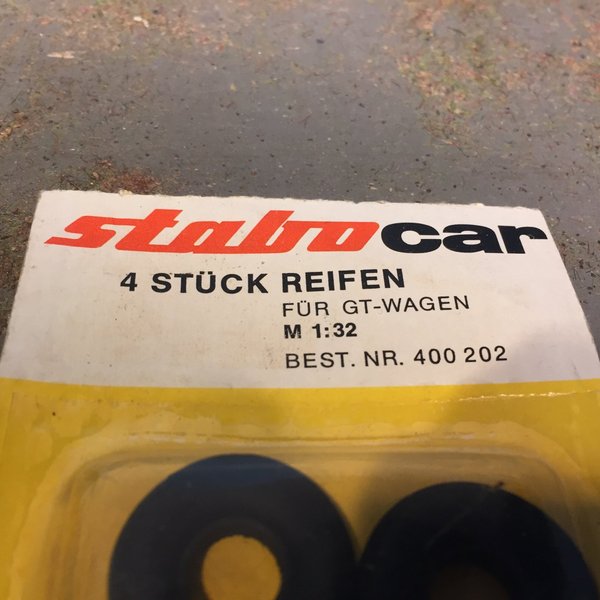 stabocar
4 STÜCK REIFEN
FÜR GT-WAGEN
M 1:32
BEST. NR. 400 202